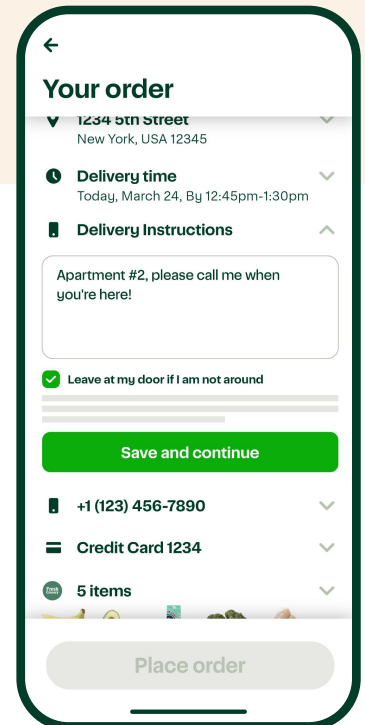 Your order
1234 5th Street
New York, USA 12345
Delivery time
Today, March 24, By 12:45pm-1:30pm
Delivery Instructions
Apartment #2, please call me when
you're here!
Leave at my door if I am not around
Save and continue
+1 (123) 456-7890
Credit Card 1234
5 items
Place order